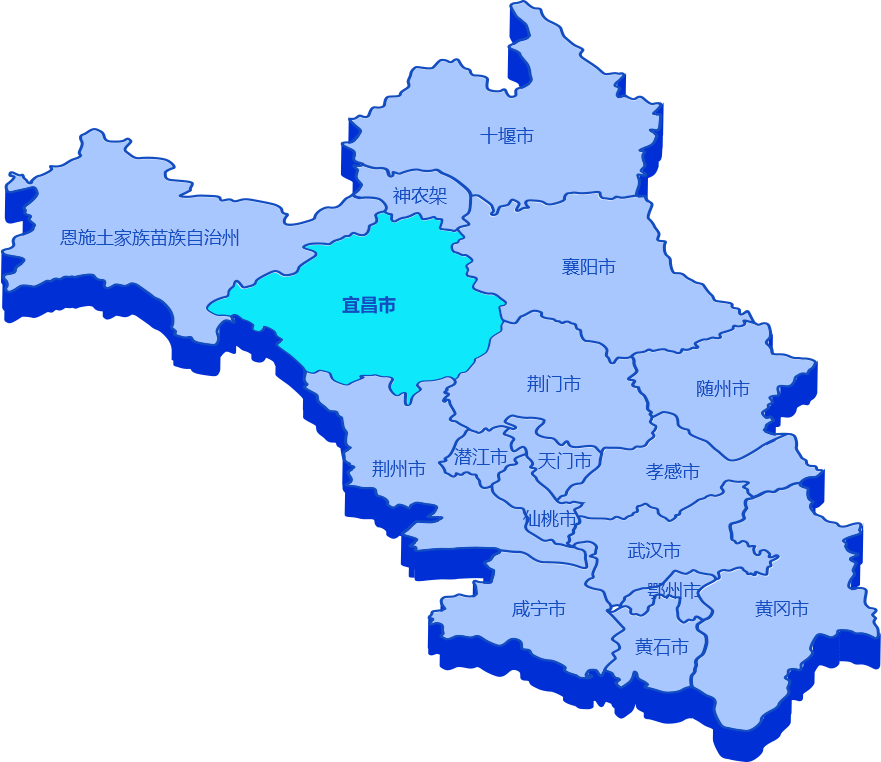 十堰市
神农架
恩施土家族苗族自治州
襄阳市
宜昌市
荆门市
随州市
荆州市
潜江市
天门市
孝感市
仙桃市
武汉市
鄂州市
咸宁市
黄冈市
黄石市